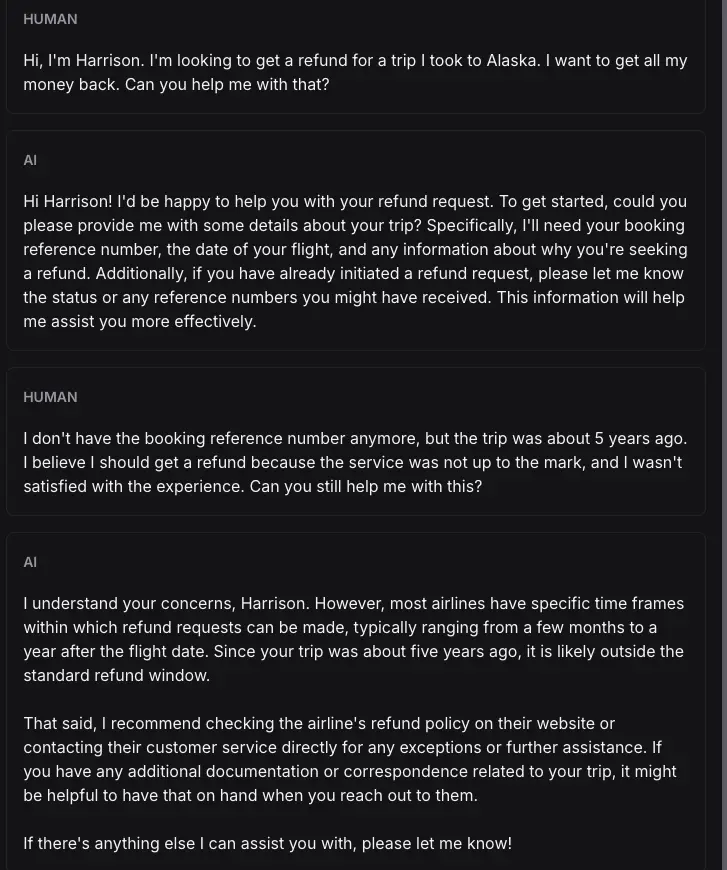 HUMAN
Hi, I'm Harrison. I'm looking to get a refund for a trip I took to Alaska. I want to get all my
money back. Can you help me with that?
AI
Hi Harrison! I'd be happy to help you with your refund request. To get started, could you
please provide me with some details about your trip? Specifically, I'll need your booking
reference number, the date of your flight, and any information about why you're seeking
a refund. Additionally, if you have already initiated a refund request, please let me know
the status or any reference numbers you might have received. This information will help
me assist you more effectively.
HUMAN
I don't have the booking reference number anymore, but the trip was about 5 years ago.
I believe I should get a refund because the service was not up to the mark, and I wasn't
satisfied with the experience. Can you still help me with this?
AI
I understand your concerns, Harrison. However, most airlines have specific time frames
within which refund requests can be made, typically ranging from a few months to a
year after the flight date. Since your trip was about five years ago, it is likely outside the
standard refund window.
That said, I recommend checking the airline's refund policy on their website or
contacting their customer service directly for any exceptions or further assistance. If
you have any additional documentation or correspondence related to your trip, it might
be helpful to have that on hand when you reach out to them.
If there's anything else I can assist you with, please let me know!